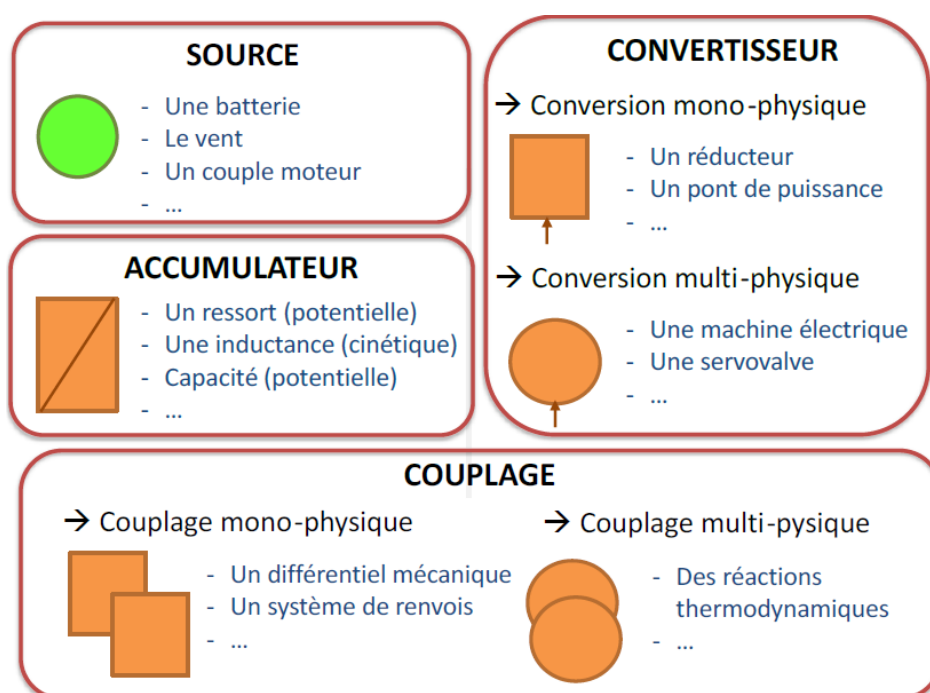 SOURCE
- Une batterie
- Le vent
- Un couple moteur
- ...
ACCUMULATEUR
- Un ressort (potentielle)
- Une inductance (cinétique)
- Capacité (potentielle)
- ...
CONVERTISSEUR
→ Conversion mono-physique
- Un réducteur
- Un pont de puissance
- ...
→ Conversion multi-physique
- Une machine électrique
- Une servovalve
- ...
COUPLAGE
→ Couplage mono-physique
- Un différentiel mécanique
- Un système de renvois
- ...
→ Couplage multi-pysique
- Des réactions
thermodynamiques
- ...